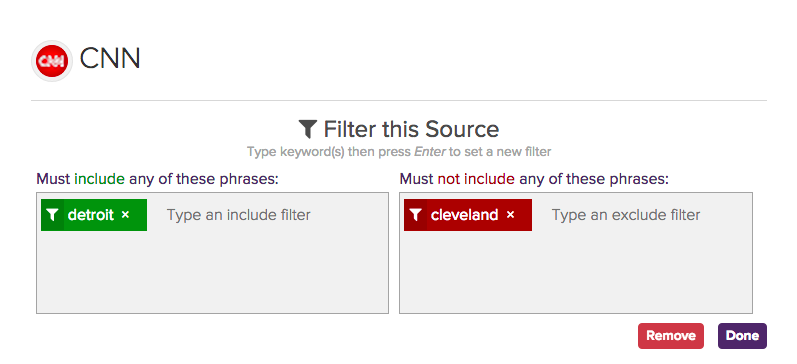 CNN
CNN
Filter this Source
Type keyword(s) then press Enter to set a new filter
Must include any of these phrases:
detroit × Type an include filter
Must not include any of these phrases:
cleveland × Type an exclude filter
Remove Done